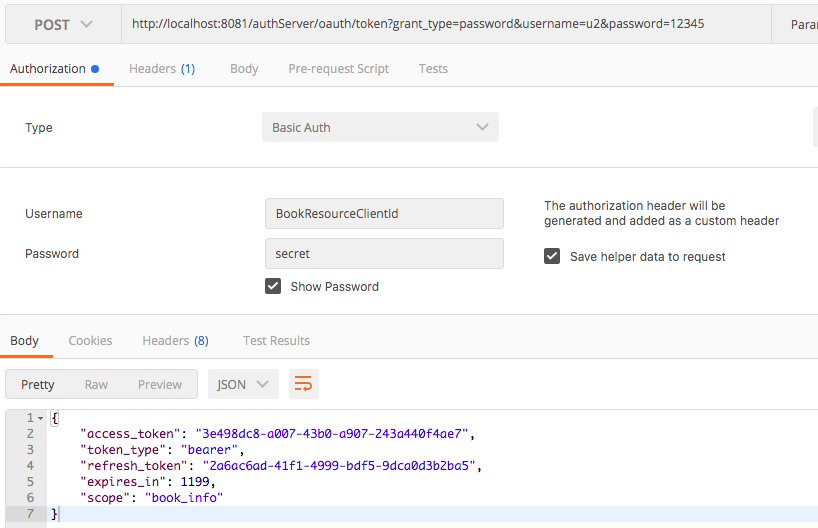 POST http://localhost:8081/authServer/oauth/token?grant_type=password&username=u2&password=12345 Para
Authorization Headers (1) Body Pre-request Script Tests
Type Basic Auth
Username BookResourceClientId The authorization header will be
generated and added as a custom header
Password secret Save helper data to request
Show Password
Body Cookies Headers (8) Test Results
Pretty Raw Preview JSON
1 {
2 "access_token": "3e498dc8-a007-43b0-a907-243a440f4ae7",
3 "token_type": "bearer",
4 "refresh_token": "2a6ac6ad-41f1-4999-bdf5-9dca0d3b2ba5",
5 "expires_in": 1199,
6 "scope": "book_info"
7 }